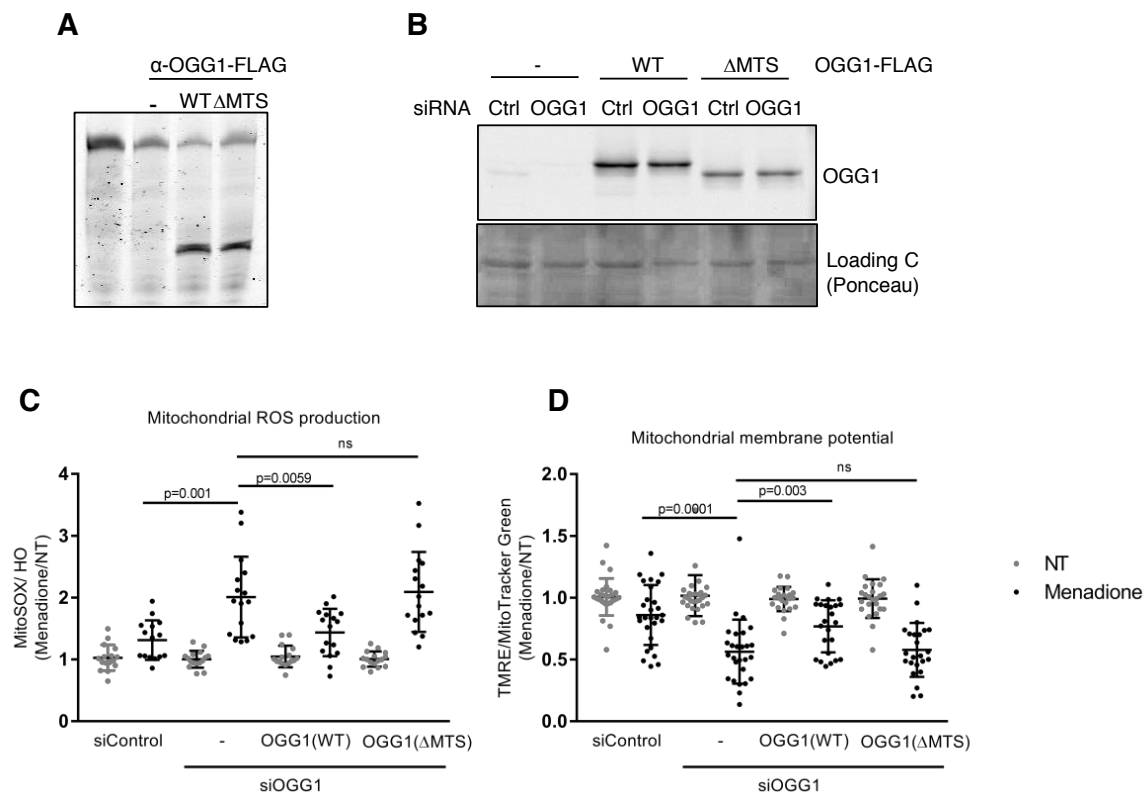 A
α-OGG1-FLAG
- WT ΔMTS
B
- WT ΔMTS OGG1-FLAG
siRNA Ctrl OGG1 Ctrl OGG1 Ctrl OGG1
OGG1
Loading C
(Ponceau)
C
Mitochondrial ROS production
ns
p=0.0059
p=0.001
MitoSOX/ HO
(Menadione/NT)
4
3
2
1
0
siControl - OGG1(WT) OGG1(ΔMTS)
siOGG1
D
Mitochondrial membrane potential
ns
p=0.003
p=0.0001
TMRE/MitoTracker Green
(Menadione/NT)
2.0
1.5
1.0
0.5
0.0
siControl - OGG1(WT) OGG1(ΔMTS)
siOGG1
NT
Menadione